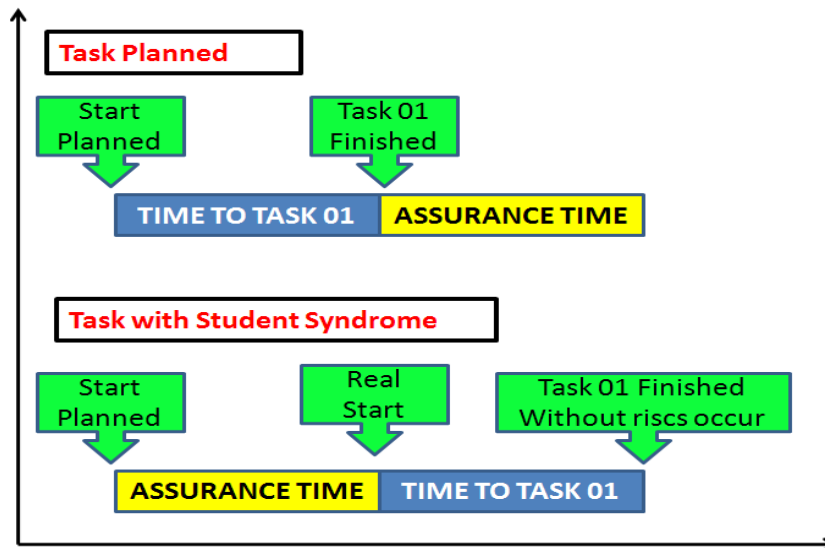 Task Planned
Start
Planned
Task 01
Finished
TIME TO TASK 01
ASSURANCE TIME
Task with Student Syndrome
Start
Planned
Real
Start
Task 01 Finished
Without riscs occur
ASSURANCE TIME
TIME TO TASK 01